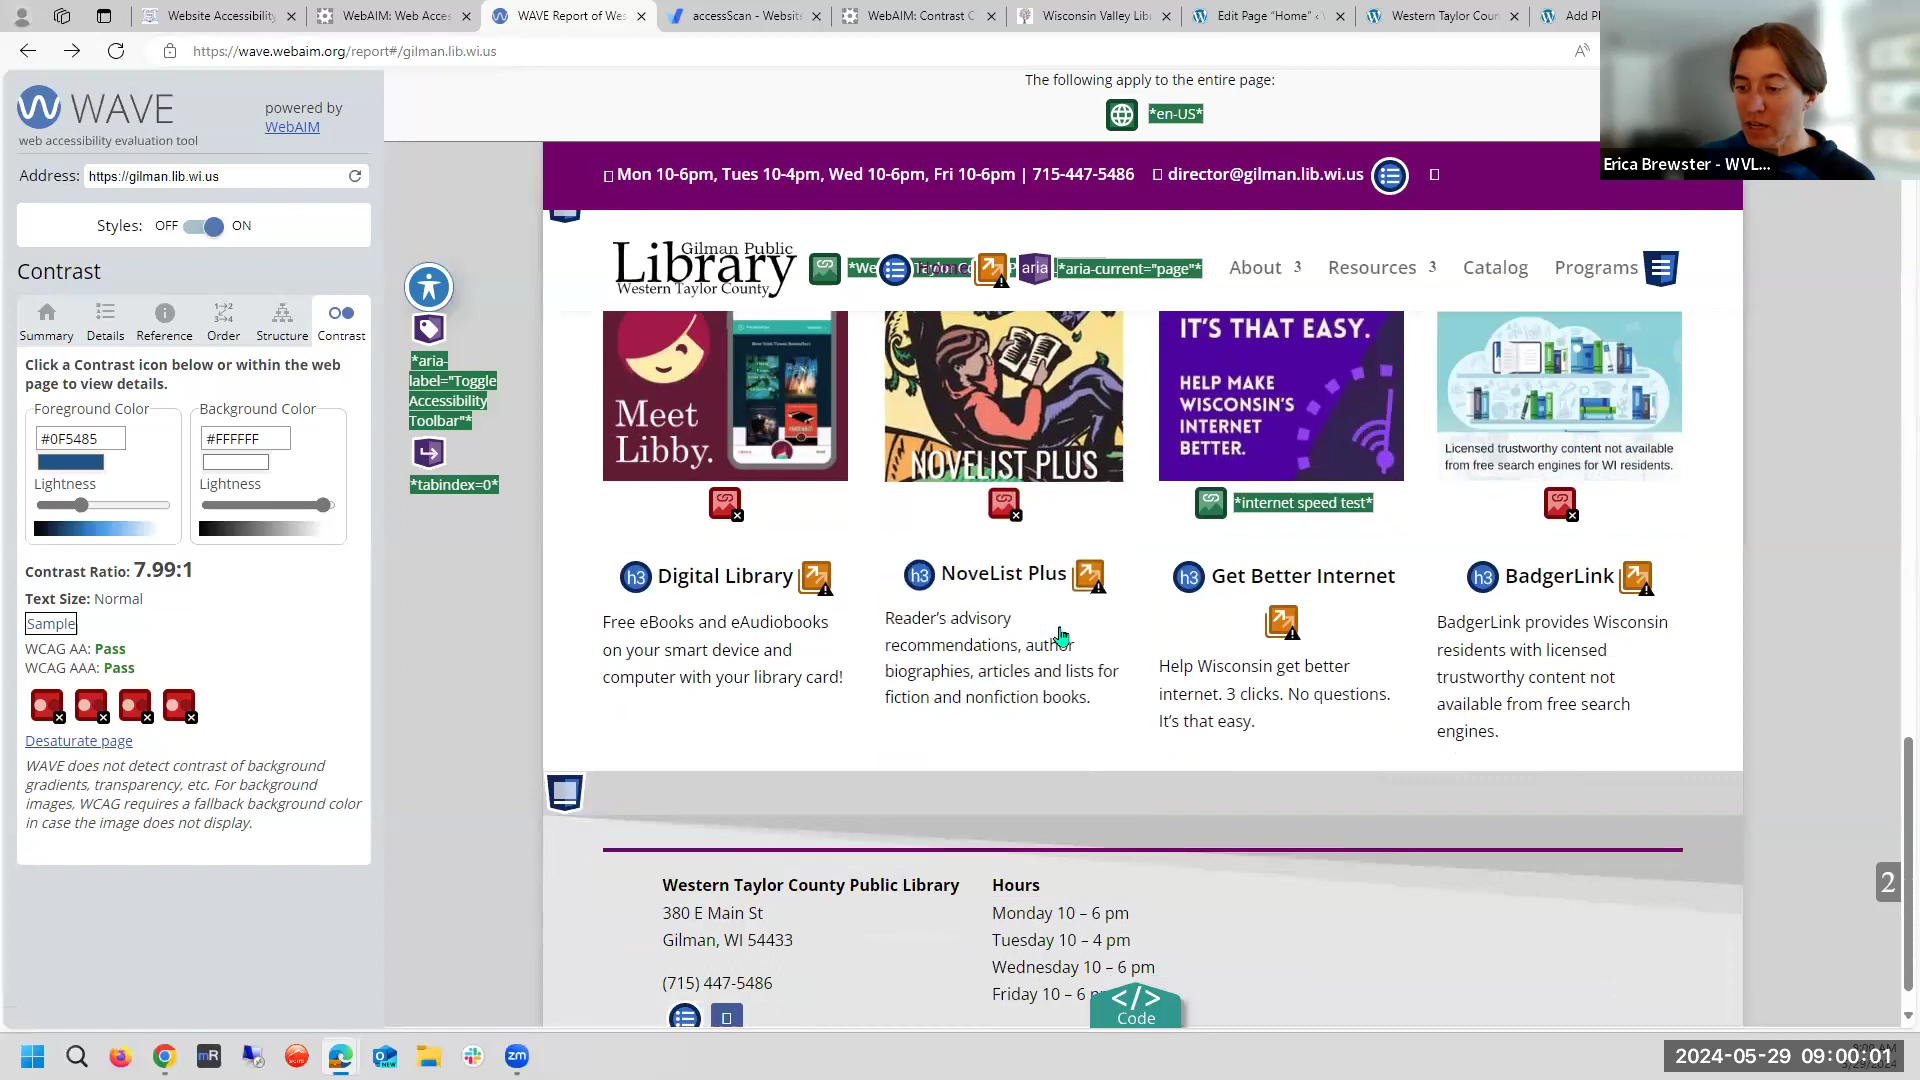 Website Accessibility
WebAIM: Web Acces
WAVE Report of Wes
accessScan - Websit
WebAIM: Contrast C
Wisconsin Valley Lib
Edit Page "Home" ‹
Western Taylor Coun
Add Pl
https://wave.webaim.org/report#/gilman.lib.wi.us
WAVE
web accessibility evaluation tool
powered by
WebAIM
Address: https://gilman.lib.wi.us
Styles: OFF ON
Contrast
Summary Details Reference Order Structure Contrast
Click a Contrast icon below or within the web
page to view details.
Foreground Color Background Color
#0F5485 #FFFFFF
Lightness Lightness
Contrast Ratio: 7.99:1
Text Size: Normal
Sample
WCAG AA: Pass
WCAG AAA: Pass
Desaturate page
WAVE does not detect contrast of background
gradients, transparency, etc. For background
images, WCAG requires a fallback background color
in case the image does not display.
The following apply to the entire page:
*en-US*
Mon 10-6pm, Tues 10-4pm, Wed 10-6pm, Fri 10-6pm | 715-447-5486 director@gilman.lib.wi.us
Erica Brewster - WVL...
Gilman Public
Library
Western Taylor County
aria *aria-current="page"*
About 3 Resources 3 Catalog Programs
*aria-
label="Toggle
Accessibility
Toolbar"*
*tabindex=0*
Meet
Libby.
NOVELIST PLUS
IT'S THAT EASY.
HELP MAKE
WISCONSIN'S
INTERNET
BETTER.
Licensed trustworthy content not available
from free search engines for WI residents.
*internet speed test*
h3 Digital Library
Free eBooks and eAudiobooks
on your smart device and
computer with your library card!
h3 NoveList Plus
Reader's advisory
recommendations, author
biographies, articles and lists for
fiction and nonfiction books.
h3 Get Better Internet
Help Wisconsin get better
internet. 3 clicks. No questions.
It's that easy.
h3 BadgerLink
BadgerLink provides Wisconsin
residents with licensed
trustworthy content not
available from free search
engines.
2
Western Taylor County Public Library
380 E Main St
Gilman, WI 54433
(715) 447-5486
Hours
Monday 10 – 6 pm
Tuesday 10 – 4 pm
Wednesday 10 – 6 pm
Friday 10 – 6
</>
Code
mR
zm
2024-05-29 09:00:01